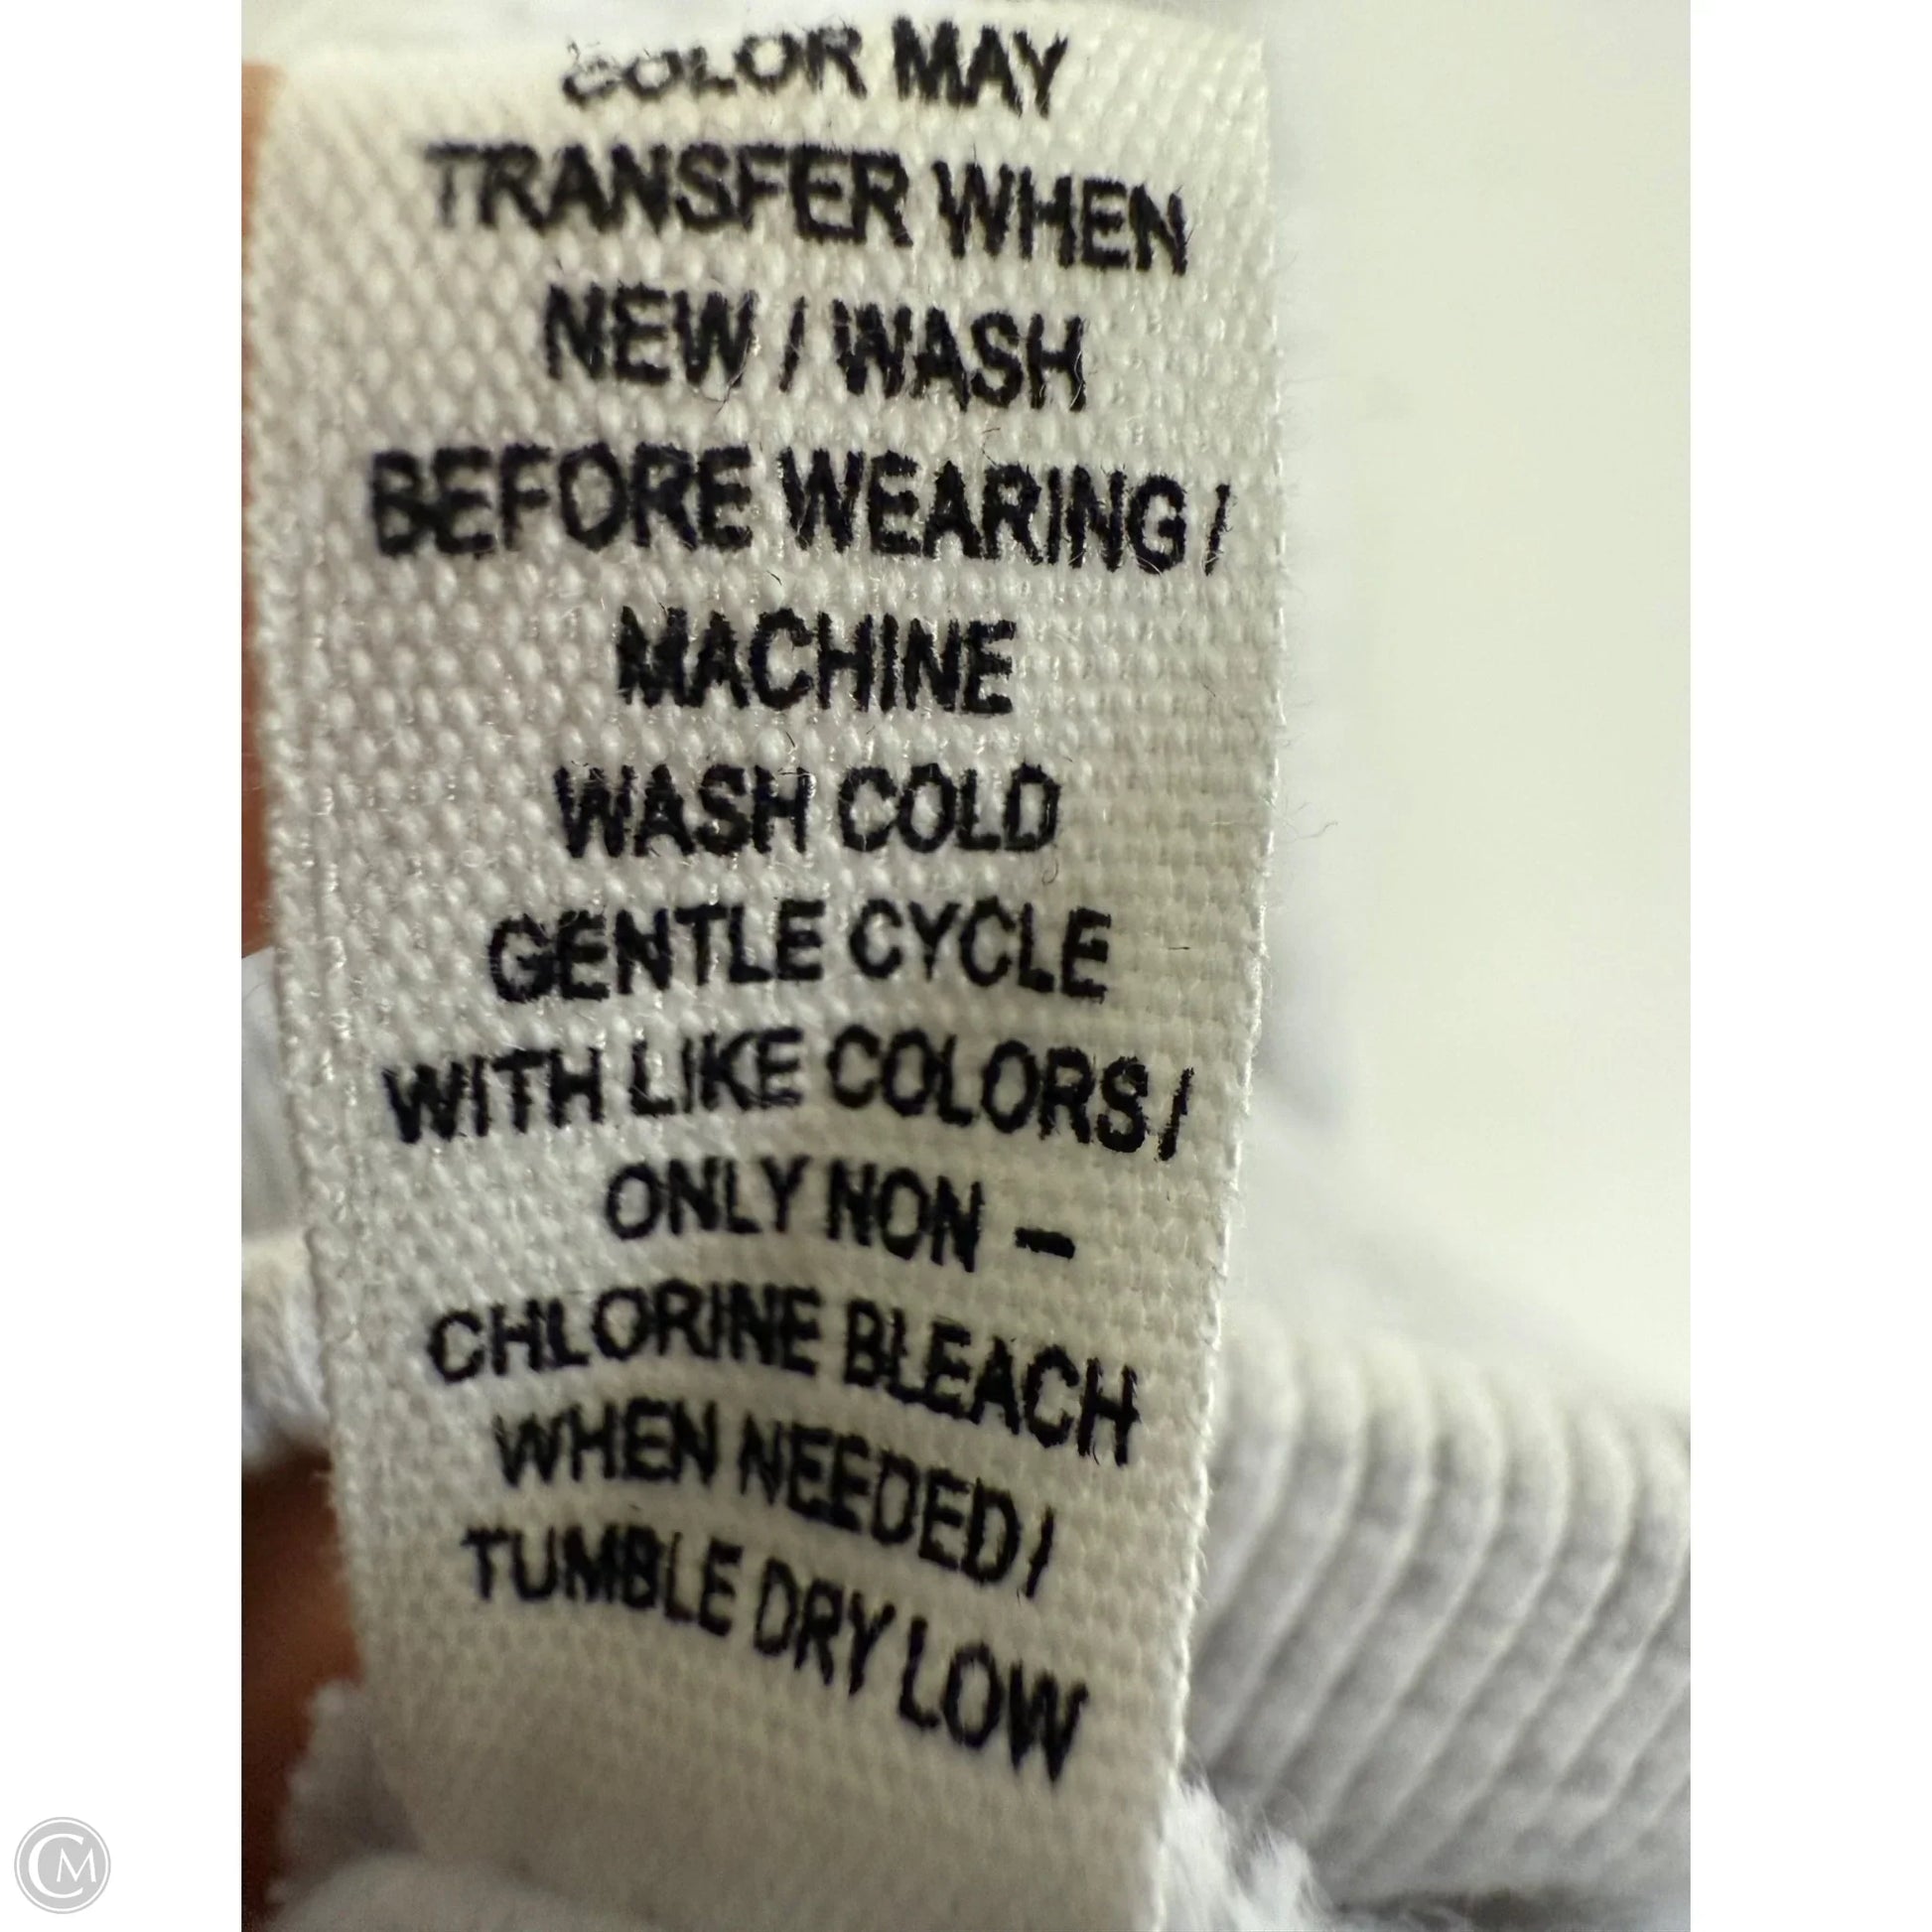 COLOR MAY
TRANSFER WHEN
NEW / WASH
BEFORE WEARING /
MACHINE
WASH COLD
GENTLE CYCLE
WITH LIKE COLORS /
ONLY NON –
CHLORINE BLEACH
WHEN NEEDED /
TUMBLE DRY LOW
CM